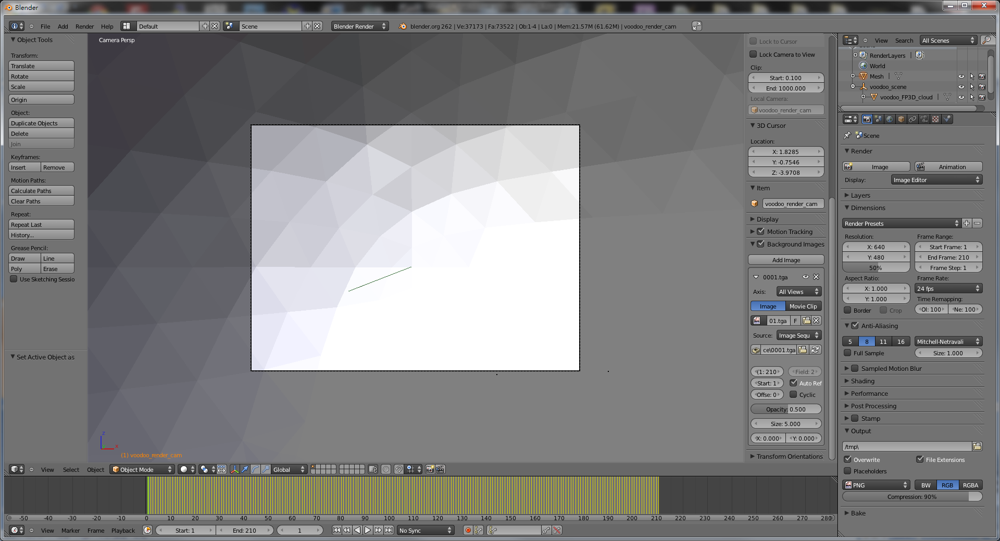 Blender
File Add Render Help Default Scene Blender Render blender.org 262 | Ve:37173 | Fa:73522 | Ob:1-4 | La:0 | Mem:21.57M (61.62M) | voodoo_render_cam
Object Tools
Transform:
Translate
Rotate
Scale
Origin
Object:
Duplicate Objects
Delete
Join
Keyframes:
Insert Remove
Motion Paths:
Calculate Paths
Clear Paths
Repeat:
Repeat Last
History...
Grease Pencil:
Draw Line
Poly Erase
Use Sketching Sessio
Set Active Object as
Camera Persp
z
x
(1) voodoo_render_cam
Lock to Cursor
Lock Camera to View
Clip:
Start: 0.100
End: 1000.000
Local Camera:
voodoo_render_cam
3D Cursor
Location:
X: 1.8285
Y: -0.7546
Z: -3.9708
Item
voodoo_render_cam
Display
Motion Tracking
Background Images
Add Image
0001.tga
Axis: All Views
Image Movie Clip
01.tga F
Source: Image Sequ
ce\0001.tga
(1: 210 Field: 2
Start: 1 Auto Ref
Offse: 0 Cyclic
Opacity: 0.500
Size: 5.000
X: 0.000 Y: 0.000
Transform Orientations
View Search All Scenes
RenderLayers |
World
Mesh |
voodoo_scene
voodoo_FP3D_cloud |
Scene
Render
Image Animation
Display: Image Editor
Layers
Dimensions
Render Presets
Resolution: Frame Range:
X: 640 Start Frame: 1
Y: 480 End Frame: 210
50% Frame Step: 1
Aspect Ratio: Frame Rate:
X: 1.000 24 fps
Y: 1.000 Time Remapping:
Border Crop Ol: 100 Ne: 100
Anti-Aliasing
5 8 11 16 Mitchell-Netravali
Full Sample Size: 1.000
Sampled Motion Blur
Shading
Performance
Post Processing
Stamp
Output
/tmp\
Overwrite File Extensions
Placeholders
PNG BW RGB RGBA
Compression: 90%
Bake
View Select Object Object Mode Global
-50 -40 -30 -20 -10 0 10 20 30 40 50 60 70 80 90 100 110 120 130 140 150 160 170 180 190 200 210 220 230 240 250 260 270 280
View Marker Frame Playback Start: 1 End: 210 1 No Sync